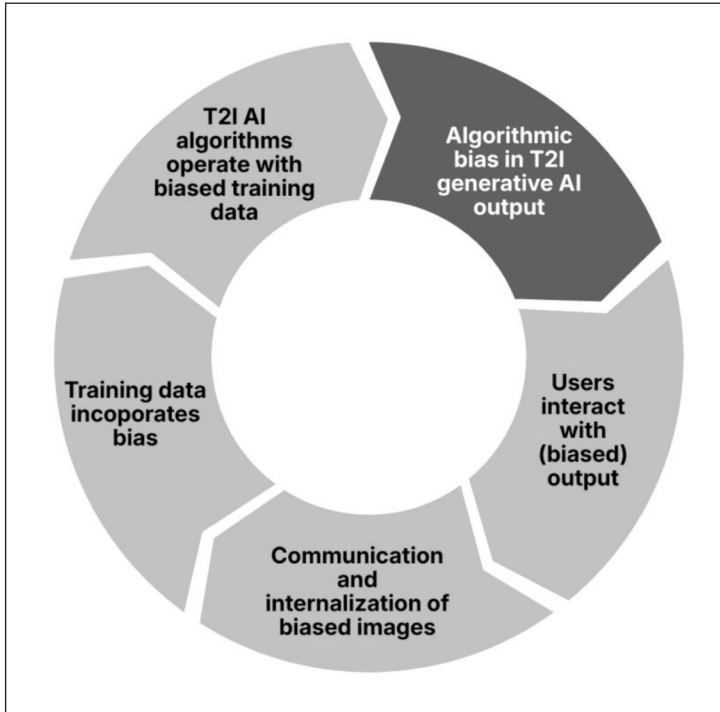 T2I AI
algorithms
operate with
biased training
data
Algorithmic
bias in T2I
generative AI
output
Users
interact
with
(biased)
output
Communication
and
internalization of
biased images
Training data
incoporates
bias